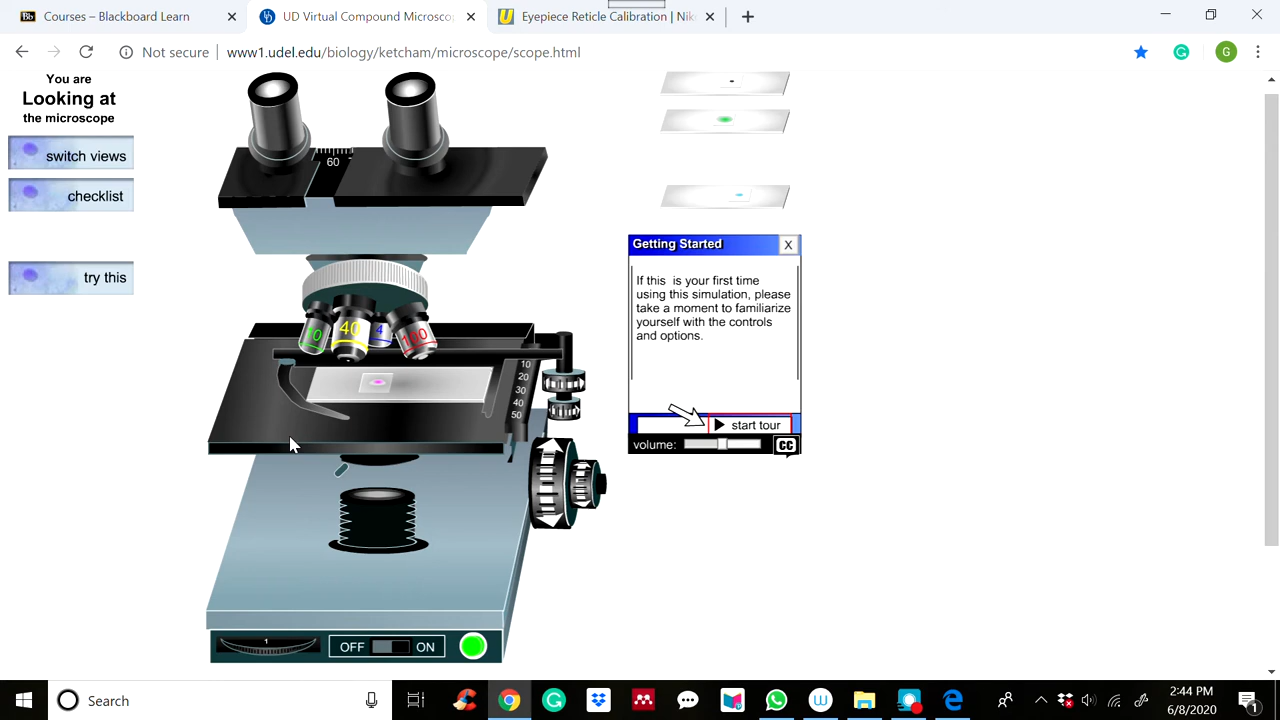 Courses – Blackboard Learn
UD Virtual Compound Microsco
Eyepiece Reticle Calibration | Nik
Not secure
www1.udel.edu/biology/ketcham/microscope/scope.html
G
You are
Looking at
the microscope
switch views
checklist
try this
60
10
40
4
100
10
20
30
40
50
1
OFF
ON
Getting Started
X
If this is your first time
using this simulation, please
take a moment to familiarize
yourself with the controls
and options.
start tour
volume:
CC
Search
2:44 PM
6/8/2020
1